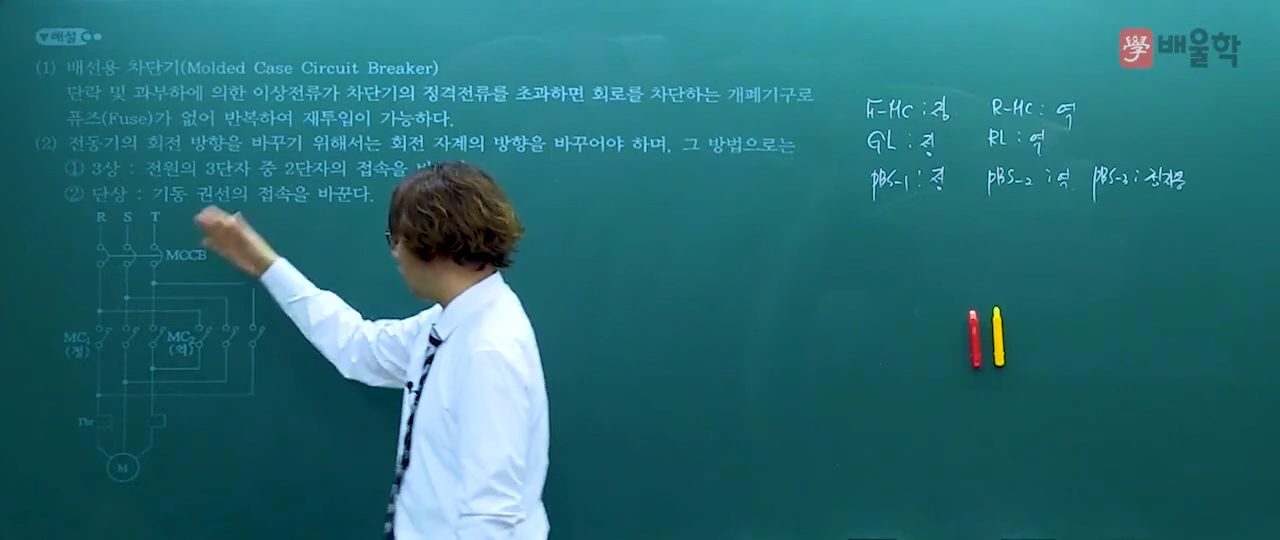 ▼해설
學 배울학
(1) 배선용 차단기(Molded Case Circuit Breaker)
단락 및 과부하에 의한 이상전류가 차단기의 정격전류를 초과하면 회로를 차단하는 개폐기구로
퓨즈(Fuse)가 없어 반복하여 재투입이 가능하다.
(2) 전동기의 회전 방향을 바꾸기 위해서는 회전 자계의 방향을 바꾸어야 하며, 그 방법으로는
① 3상 : 전원의 3단자 중 2단자의 접속을
② 단상 : 기동 권선의 접속을 바꾼다.
R S T
MCCB
MC₁ MC₂
(정) (역)
Thr
M
F-MC : 정 R-MC : 역
GL : 정 RL : 역
PBS-1 : 정 PBS-2 : 역 PBS-3 :